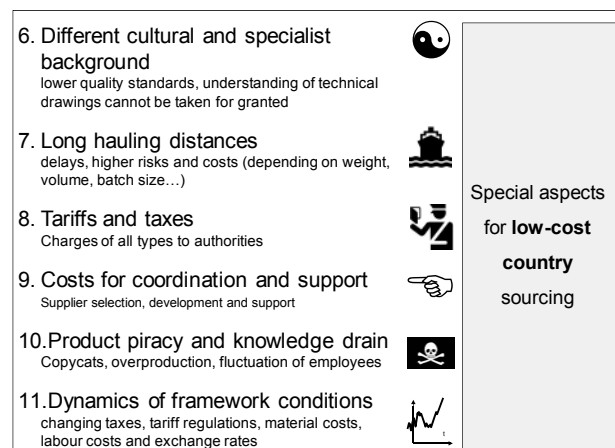 6. Different cultural and specialist
background
lower quality standards, understanding of technical
drawings cannot be taken for granted
7. Long hauling distances
delays, higher risks and costs (depending on weight,
volume, batch size…)
8. Tariffs and taxes
Charges of all types to authorities
9. Costs for coordination and support
Supplier selection, development and support
10.Product piracy and knowledge drain
Copycats, overproduction, fluctuation of employees
11.Dynamics of framework conditions
changing taxes, tariff regulations, material costs,
labour costs and exchange rates
t
Special aspects
for low-cost
country
sourcing